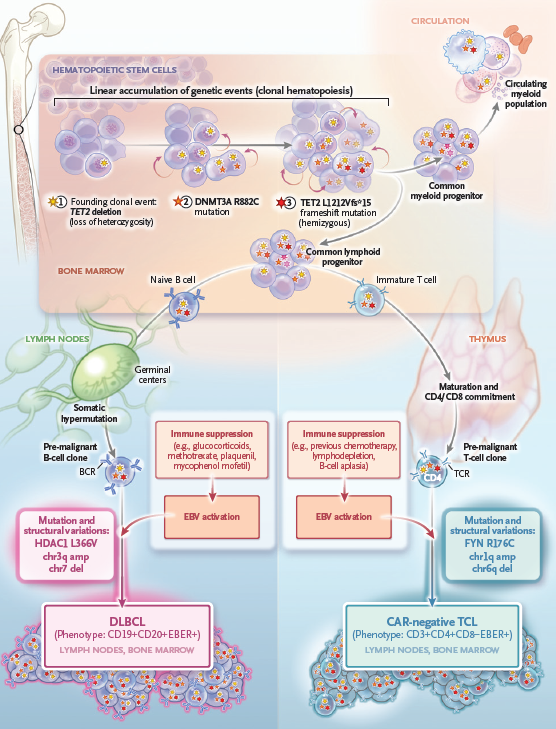 CIRCULATION
HEMATOPOIETIC STEM CELLS
Linear accumulation of genetic events (clonal hematopoiesis)
Circulating
myeloid
population
1 Founding clonal event:
TET2 deletion
(loss of heterozygosity)
2 DNMT3A R882C
mutation
3 TET2 L1212Vfs*15
frameshift mutation
(hemizygous)
Common
myeloid progenitor
Common lymphoid
progenitor
BONE MARROW
Naive B cell
Immature T cell
LYMPH NODES
THYMUS
Germinal
centers
Maturation and
CD4/CD8 commitment
Somatic
hypermutation
Pre-malignant
B-cell clone
BCR
Immune suppression
(e.g., glucocorticoids,
methotrexate, plaquenil,
mycophenol mofetil)
Immune suppression
(e.g., previous chemotherapy,
lymphodepletion,
B-cell aplasia)
Pre-malignant
T-cell clone
CD4
TCR
EBV activation
EBV activation
Mutation and
structural variations:
HDAC1 L366V
chr3q amp
chr7 del
Mutation and
structural variations:
FYN R176C
chr1q amp
chr6q del
DLBCL
(Phenotype: CD19+CD20+EBER+)
LYMPH NODES, BONE MARROW
CAR-negative TCL
(Phenotype: CD3+CD4+CD8–EBER+)
LYMPH NODES, BONE MARROW